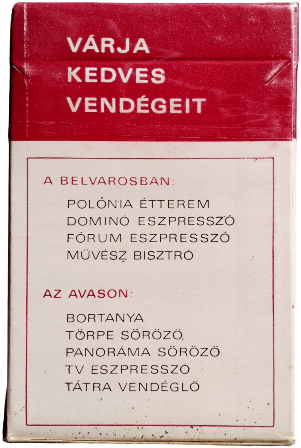 VÁRJA
KEDVES
VENDÉGEIT
A BELVAROSBAN:
POLÓNIA ÉTTEREM
DOMINÓ ESZPRESSZÓ
FÓRUM ESZPRESSZÓ
MŰVÉSZ BISZTRÓ
AZ AVASON:
BORTANYA
TÖRPE SÖRÖZŐ
PANORÁMA SÖRÖZŐ
TV ESZPRESSZÓ
TÁTRA VENDÉGLŐ